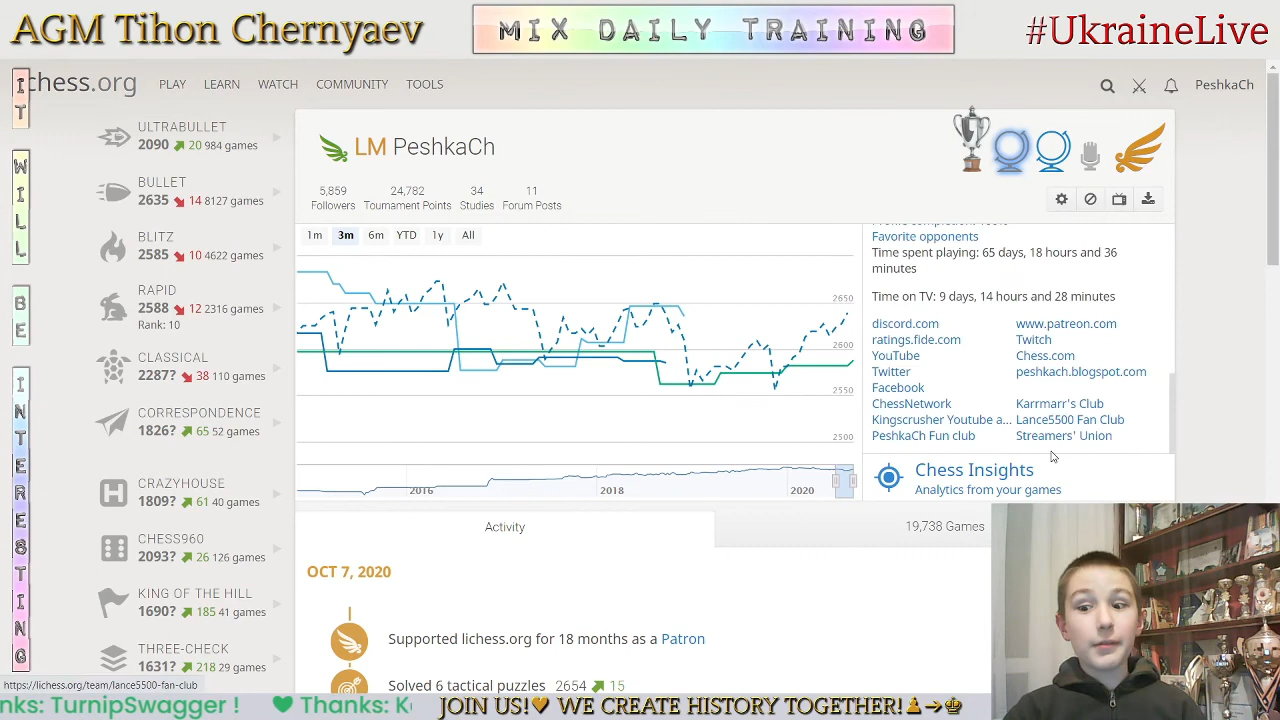 AGM Tihon Chernyaev
MIX DAILY TRAINING
#UkraineLive
IT
WILL
BE
INTERESTING
chess.org
PLAY
LEARN
WATCH
COMMUNITY
TOOLS
PeshkaCh
ULTRABULLET
2090 20 984 games
BULLET
2635 14 8127 games
BLITZ
2585 10 4622 games
RAPID
2588 12 2316 games
Rank: 10
CLASSICAL
2287? 38 110 games
CORRESPONDENCE
1826? 65 52 games
CRAZYHOUSE
1809? 61 40 games
CHESS960
2093? 26 126 games
KING OF THE HILL
1690? 185 41 games
THREE-CHECK
1631? 218 29 games
LM PeshkaCh
5,859
Followers
24,782
Tournament Points
34
Studies
11
Forum Posts
1m 3m 6m YTD 1y All
2650
2600
2550
2500
2016 2018 2020
Favorite opponents
Time spent playing: 65 days, 18 hours and 36
minutes
Time on TV: 9 days, 14 hours and 28 minutes
discord.com www.patreon.com
ratings.fide.com Twitch
YouTube Chess.com
Twitter peshkach.blogspot.com
Facebook
ChessNetwork Karrmarr's Club
Kingscrusher Youtube a... Lance5500 Fan Club
PeshkaCh Fun club Streamers' Union
Chess Insights
Analytics from your games
Activity
19,738 Games
OCT 7, 2020
Supported lichess.org for 18 months as a Patron
Solved 6 tactical puzzles 2654 15
https://lichess.org/team/lance5500-fan-club
nks: TurnipSwagger ! Thanks: K
JOIN US! WE CREATE HISTORY TOGETHER!